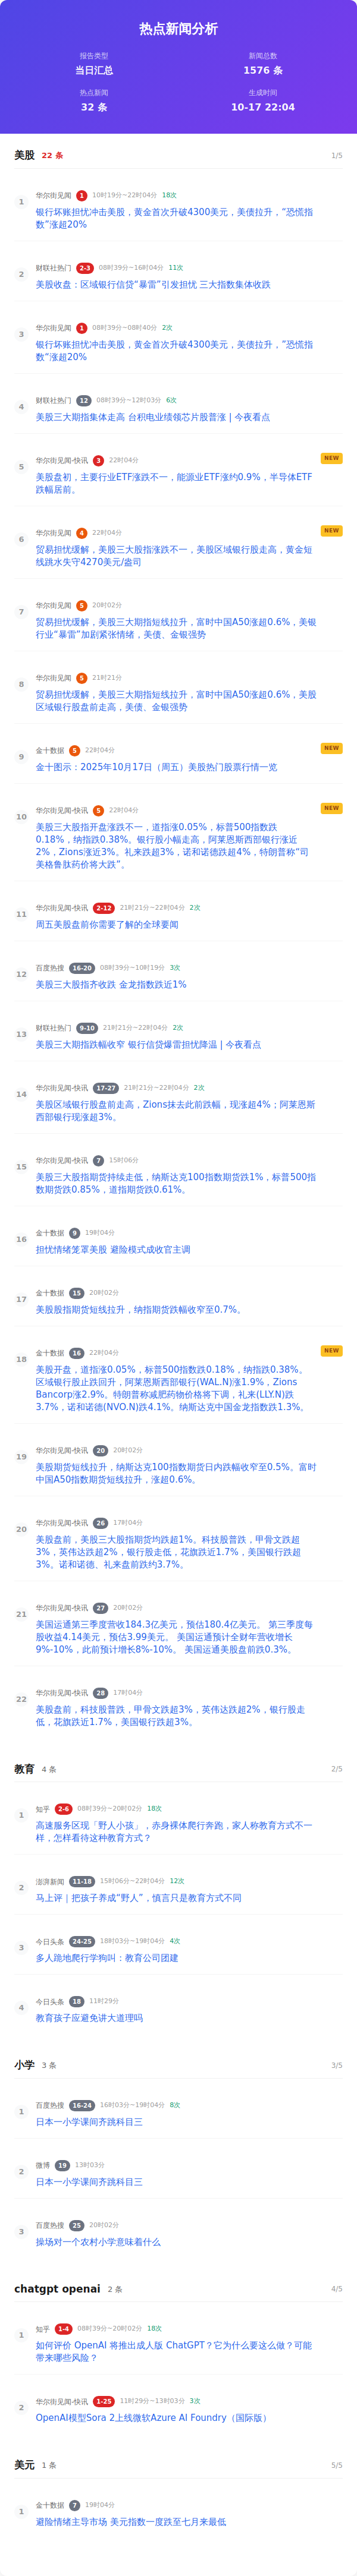 热点新闻分析
报告类型
当日汇总
新闻总数
1576 条
热点新闻
32 条
生成时间
10-17 22:04
美股 22 条 1/5
1 华尔街见闻 1 10时19分~22时04分 18次
银行坏账担忧冲击美股，黄金首次升破4300美元，美债拉升，“恐慌指
数”涨超20%
2 财联社热门 2-3 08时39分~16时04分 11次
美股收盘：区域银行信贷“暴雷”引发担忧 三大指数集体收跌
3 华尔街见闻 1 08时39分~08时40分 2次
银行坏账担忧冲击美股，黄金首次升破4300美元，美债拉升，“恐慌指
数”涨超20%
4 财联社热门 12 08时39分~12时03分 6次
美股三大期指集体走高 台积电业绩领芯片股普涨 | 今夜看点
5 华尔街见闻-快讯 3 22时04分 NEW
美股盘初，主要行业ETF涨跌不一，能源业ETF涨约0.9%，半导体ETF
跌幅居前。
6 华尔街见闻 4 22时04分 NEW
贸易担忧缓解，美股三大股指涨跌不一，美股区域银行股走高，黄金短
线跳水失守4270美元/盎司
7 华尔街见闻 5 20时02分
贸易担忧缓解，美股三大期指短线拉升，富时中国A50涨超0.6%，美银
行业“暴雷”加剧紧张情绪，美债、金银强势
8 华尔街见闻 5 21时21分
贸易担忧缓解，美股三大期指短线拉升，富时中国A50涨超0.6%，美股
区域银行股盘前走高，美债、金银强势
9 金十数据 5 22时04分 NEW
金十图示：2025年10月17日（周五）美股热门股票行情一览
10 华尔街见闻-快讯 5 22时04分 NEW
美股三大股指开盘涨跌不一，道指涨0.05%，标普500指数跌
0.18%，纳指跌0.38%。银行股小幅走高，阿莱恩斯西部银行涨近
2%，Zions涨近3%。礼来跌超3%，诺和诺德跌超4%，特朗普称“司
美格鲁肽药价将大跌”。
11 华尔街见闻-快讯 2-12 21时21分~22时04分 2次
周五美股盘前你需要了解的全球要闻
12 百度热搜 16-20 08时39分~10时19分 3次
美股三大股指齐收跌 金龙指数跌近1%
13 财联社热门 9-10 21时21分~22时04分 2次
美股三大期指跌幅收窄 银行信贷爆雷担忧降温 | 今夜看点
14 华尔街见闻-快讯 17-27 21时21分~22时04分 2次
美股区域银行股盘前走高，Zions抹去此前跌幅，现涨超4%；阿莱恩斯
西部银行现涨超3%。
15 华尔街见闻-快讯 7 15时06分
美股三大股指期货持续走低，纳斯达克100指数期货跌1%，标普500指
数期货跌0.85%，道指期货跌0.61%。
16 金十数据 9 19时04分
担忧情绪笼罩美股 避险模式成收官主调
17 金十数据 15 20时02分
美股股指期货短线拉升，纳指期货跌幅收窄至0.7%。
18 金十数据 16 22时04分 NEW
美股开盘，道指涨0.05%，标普500指数跌0.18%，纳指跌0.38%。
区域银行股止跌回升，阿莱恩斯西部银行(WAL.N)涨1.9%，Zions
Bancorp涨2.9%。特朗普称减肥药物价格将下调，礼来(LLY.N)跌
3.7%，诺和诺德(NVO.N)跌4.1%。纳斯达克中国金龙指数跌1.3%。
19 华尔街见闻-快讯 20 20时02分
美股期货短线拉升，纳斯达克100指数期货日内跌幅收窄至0.5%。富时
中国A50指数期货短线拉升，涨超0.6%。
20 华尔街见闻-快讯 26 17时04分
美股盘前，美股三大股指期货均跌超1%。科技股普跌，甲骨文跌超
3%，英伟达跌超2%，银行股走低，花旗跌近1.7%，美国银行跌超
3%。诺和诺德、礼来盘前跌约3.7%。
21 华尔街见闻-快讯 27 20时02分
美国运通第三季度营收184.3亿美元，预估180.4亿美元。 第三季度每
股收益4.14美元，预估3.99美元。 美国运通预计全财年营收增长
9%-10%，此前预计增长8%-10%。 美国运通美股盘前跌0.3%。
22 华尔街见闻-快讯 28 17时04分
美股盘前，科技股普跌，甲骨文跌超3%，英伟达跌超2%，银行股走
低，花旗跌近1.7%，美国银行跌超3%。
教育 4 条 2/5
1 知乎 2-6 08时39分~20时02分 18次
高速服务区现「野人小孩」，赤身裸体爬行奔跑，家人称教育方式不一
样，怎样看待这种教育方式？
2 澎湃新闻 11-18 15时06分~22时04分 12次
马上评｜把孩子养成“野人”，慎言只是教育方式不同
3 今日头条 24-25 18时03分~19时04分 4次
多人跪地爬行学狗叫：教育公司团建
4 今日头条 18 11时29分
教育孩子应避免讲大道理吗
小学 3 条 3/5
1 百度热搜 16-24 16时03分~19时04分 8次
日本一小学课间齐跳科目三
2 微博 19 13时03分
日本一小学课间齐跳科目三
3 百度热搜 25 20时02分
操场对一个农村小学意味着什么
chatgpt openai 2 条 4/5
1 知乎 1-4 08时39分~20时02分 18次
如何评价 OpenAI 将推出成人版 ChatGPT？它为什么要这么做？可能
带来哪些风险？
2 华尔街见闻-快讯 1-25 11时29分~13时03分 3次
OpenAI模型Sora 2上线微软Azure AI Foundry（国际版）
美元 1 条 5/5
1 金十数据 7 19时04分
避险情绪主导市场 美元指数一度跌至七月来最低